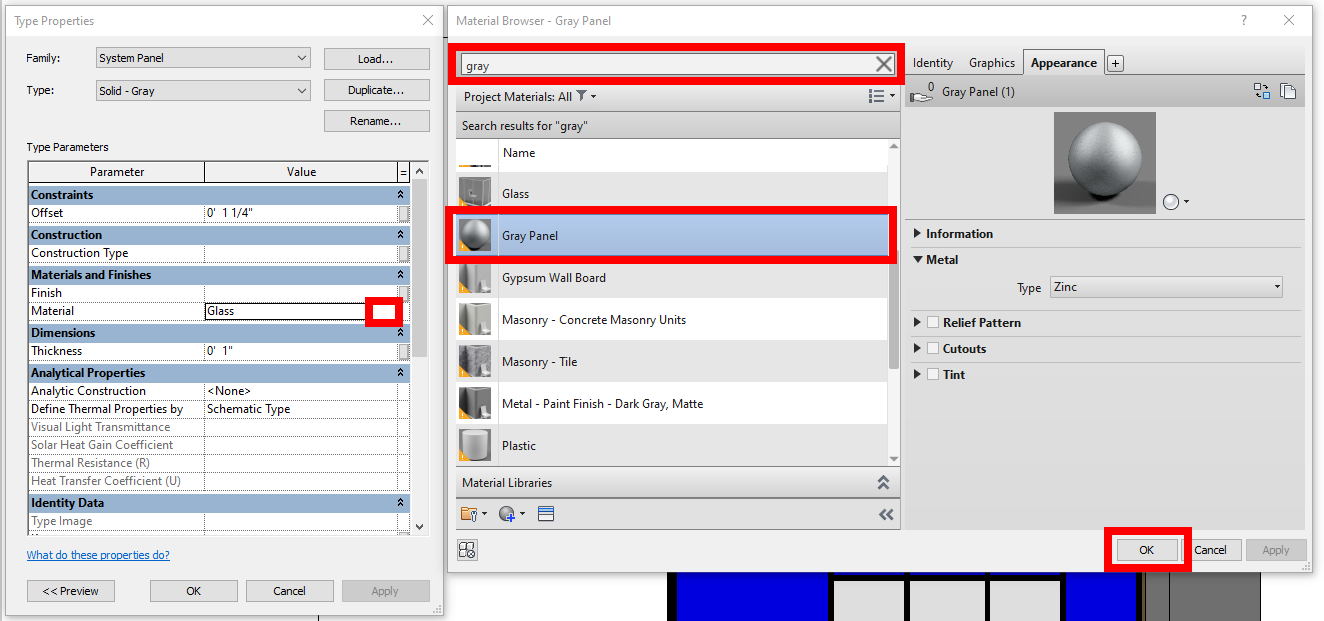 Type Properties
Family:
System Panel
Load...
Type:
Solid - Gray
Duplicate...
Rename...
Type Parameters
Parameter
Value
=
Constraints
Offset
0'  1 1/4"
Construction
Construction Type
Materials and Finishes
Finish
Material
Glass
Dimensions
Thickness
0'  1"
Analytical Properties
Analytic Construction
<None>
Define Thermal Properties by
Schematic Type
Visual Light Transmittance
Solar Heat Gain Coefficient
Thermal Resistance (R)
Heat Transfer Coefficient (U)
Identity Data
Type Image
What do these properties do?
<< Preview
OK
Cancel
Apply
Material Browser - Gray Panel
?
gray
Project Materials: All
Search results for "gray"
Name
Glass
Gray Panel
Gypsum Wall Board
Masonry - Concrete Masonry Units
Masonry - Tile
Metal - Paint Finish - Dark Gray, Matte
Plastic
Material Libraries
Identity
Graphics
Appearance
+
0
Gray Panel (1)
Information
Metal
Type
Zinc
Relief Pattern
Cutouts
Tint
OK
Cancel
Apply